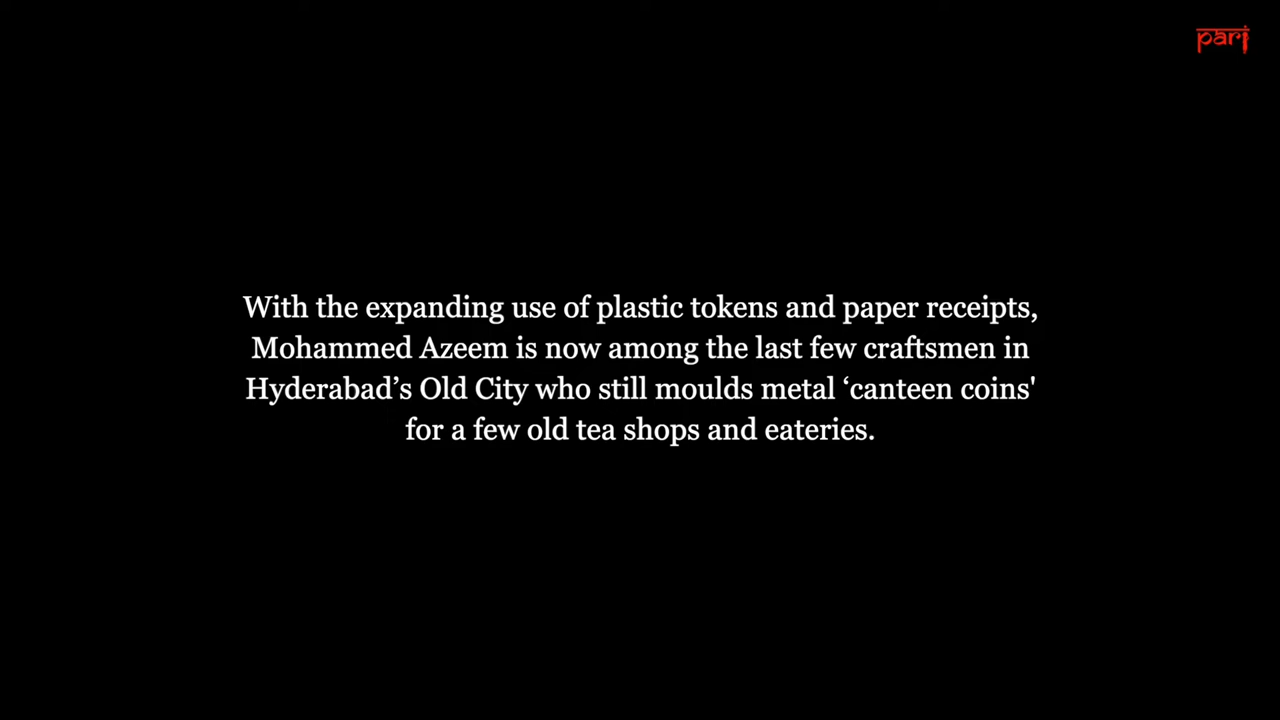 pari
With the expanding use of plastic tokens and paper receipts,
Mohammed Azeem is now among the last few craftsmen in
Hyderabad’s Old City who still moulds metal ‘canteen coins'
for a few old tea shops and eateries.